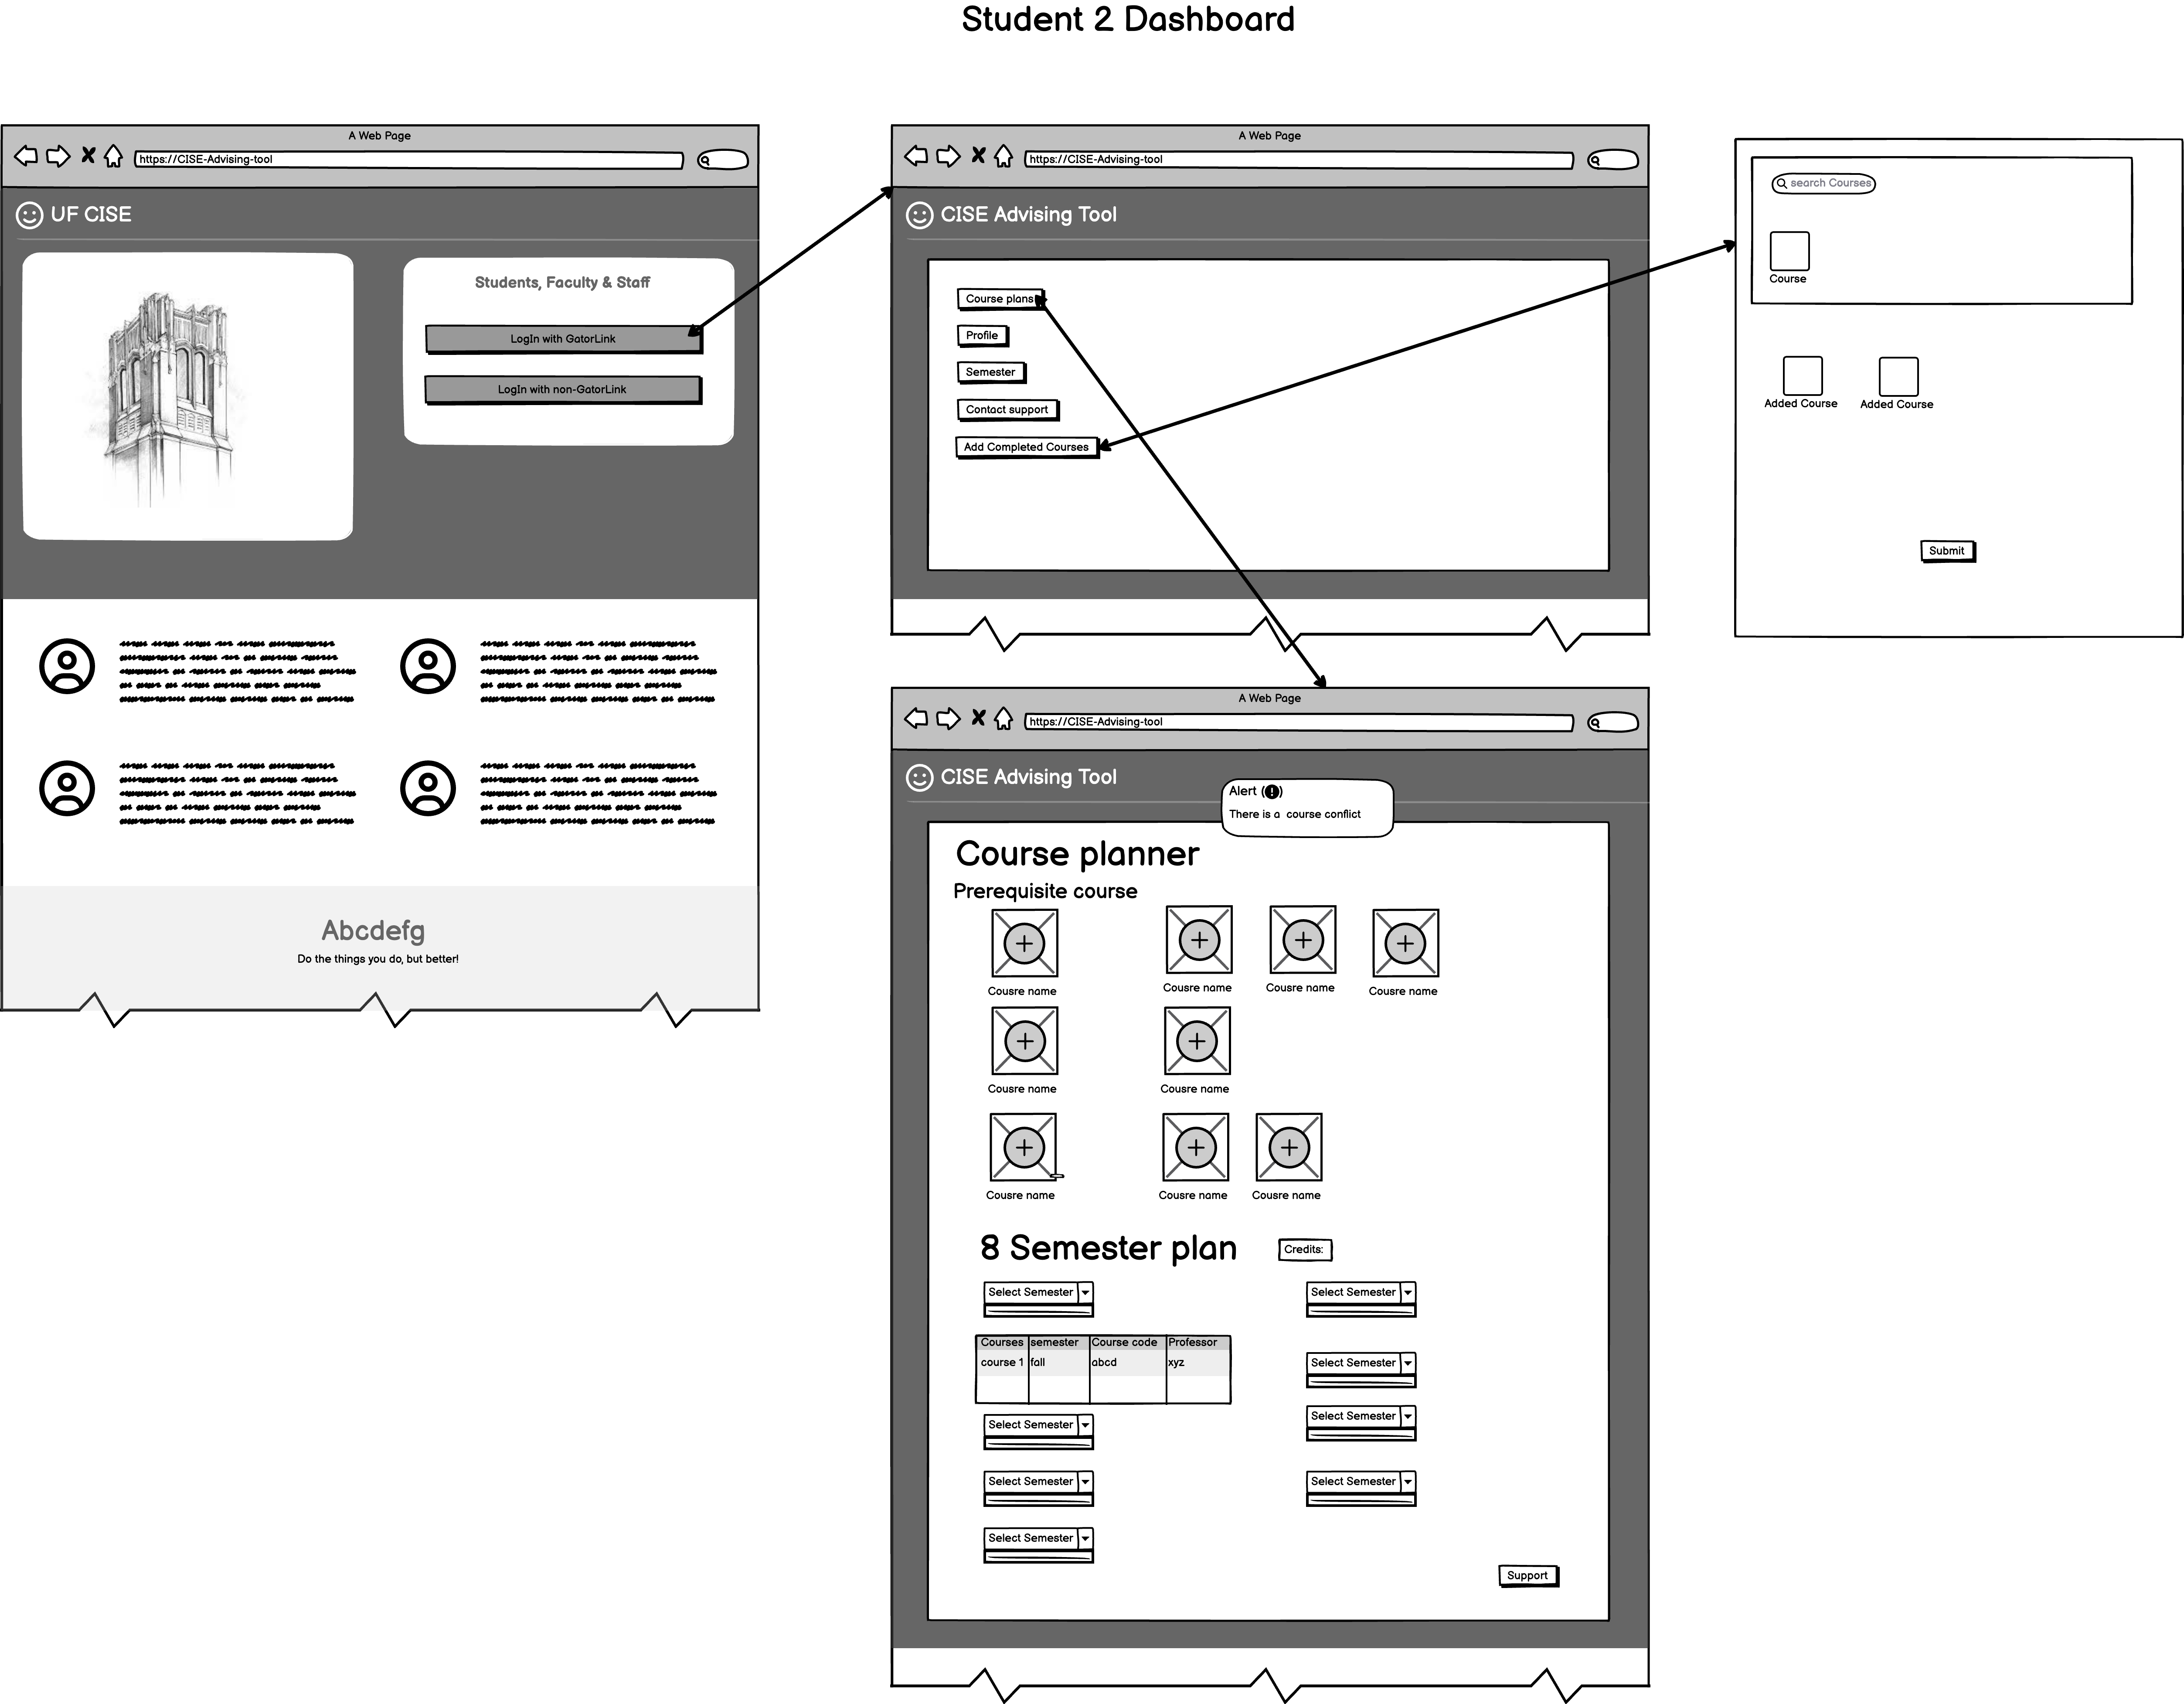 Student 2 Dashboard
A Web Page
https://CISE-Advising-tool
UF CISE
Students, Faculty & Staff
LogIn with GatorLink
LogIn with non-GatorLink
Abcdefg
Do the things you do, but better!
A Web Page
https://CISE-Advising-tool
CISE Advising Tool
Course plans
Profile
Semester
Contact support
Add Completed Courses
search Courses
Course
Added Course Added Course
Submit
A Web Page
https://CISE-Advising-tool
CISE Advising Tool
Alert (!)
There is a course conflict
Course planner
Prerequisite course
Cousre name Cousre name Cousre name Cousre name
Cousre name Cousre name
Cousre name Cousre name Cousre name
8 Semester plan Credits:
Select Semester Select Semester
Courses semester Course code Professor
course 1 fall abcd xyz
Select Semester
Select Semester Select Semester
Select Semester Select Semester
Select Semester
Support